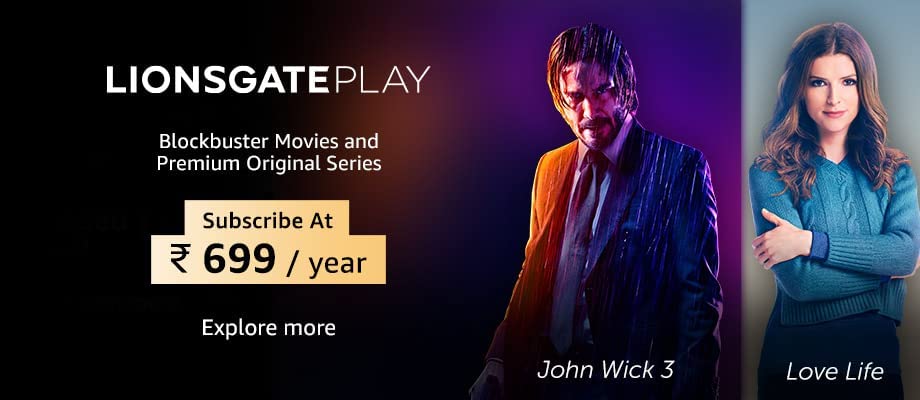 LIONSGATEPLAY
Blockbuster Movies and
Premium Original Series
Subscribe At
₹ 699 / year
Explore more
John Wick 3
Love Life